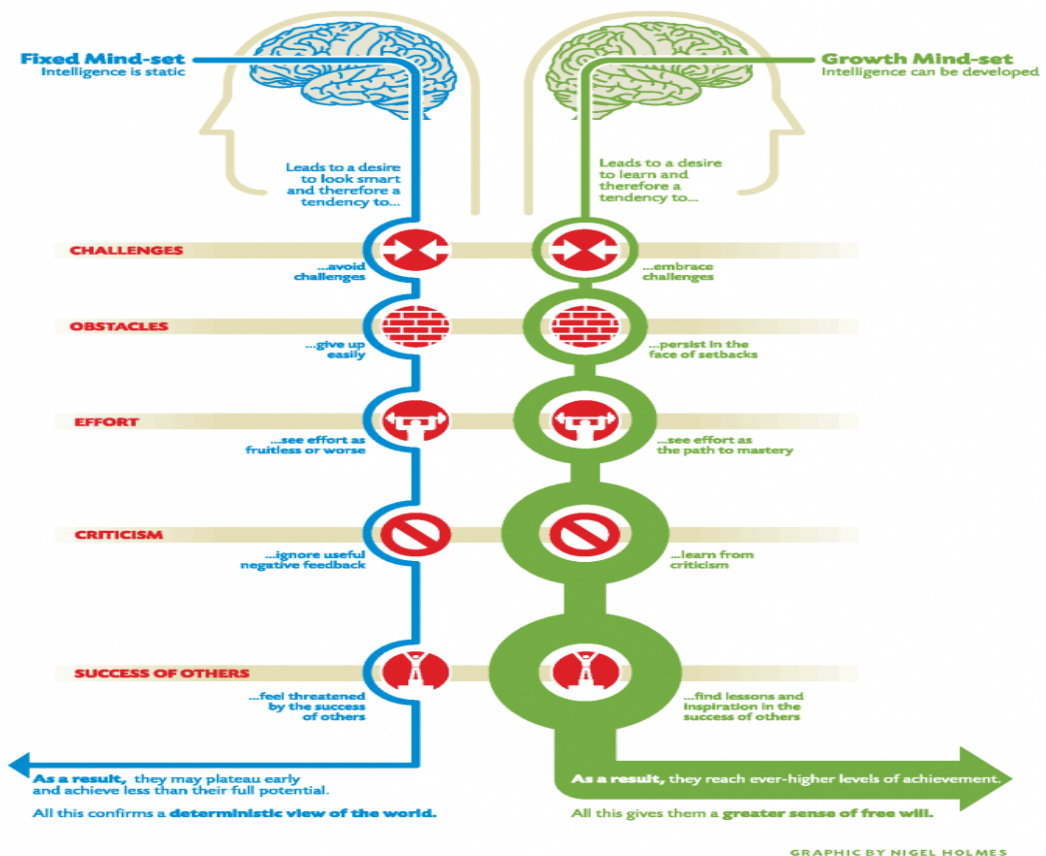 Fixed Mind-set
Intelligence is static
Growth Mind-set
Intelligence can be developed
Leads to a desire
to look smart
and therefore a
tendency to...
Leads to a desire
to learn and
therefore a
tendency to...
CHALLENGES
...avoid
challenges
...embrace
challenges
OBSTACLES
...give up
easily
...persist in the
face of setbacks
EFFORT
...see effort as
fruitless or worse
...see effort as
the path to mastery
CRITICISM
...ignore useful
negative feedback
...learn from
criticism
SUCCESS OF OTHERS
...feel threatened
by the success
of others
...find lessons and
inspiration in the
success of others
As a result, they may plateau early
and achieve less than their full potential.
All this confirms a deterministic view of the world.
As a result, they reach ever-higher levels of achievement.
All this gives them a greater sense of free will.
GRAPHIC BY NIGEL HOLMES